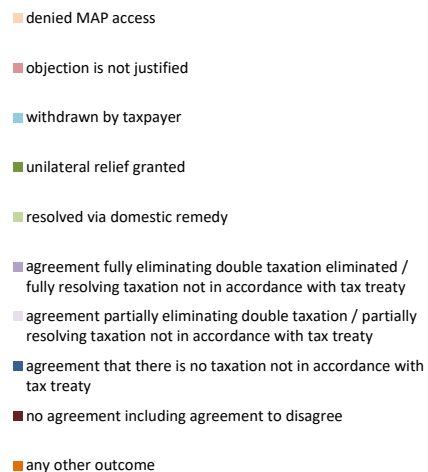 denied MAP access
objection is not justified
withdrawn by taxpayer
unilateral relief granted
resolved via domestic remedy
agreement fully eliminating double taxation eliminated /
fully resolving taxation not in accordance with tax treaty
agreement partially eliminating double taxation / partially
resolving taxation not in accordance with tax treaty
agreement that there is no taxation not in accordance with
tax treaty
no agreement including agreement to disagree
any other outcome